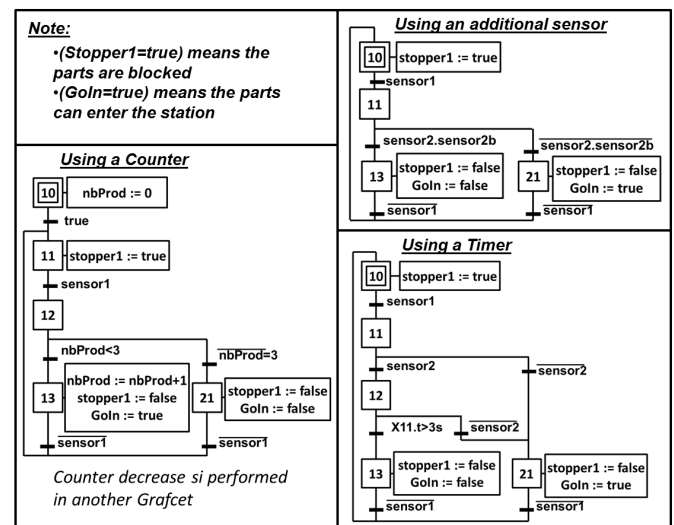 Note:
•(Stopper1=true) means the
parts are blocked
•(GoIn=true) means the parts
can enter the station
Using a Counter
10
nbProd := 0
true
11
stopper1 := true
sensor1
12
nbProd<3
nbProd=3
13
nbProd := nbProd+1
stopper1 := false
GoIn := true
21
stopper1 := false
GoIn := false
sensor1
sensor1
Counter decrease si performed
in another Grafcet
Using an additional sensor
10
stopper1 := true
sensor1
11
sensor2.sensor2b
sensor2.sensor2b
13
stopper1 := false
GoIn := false
21
stopper1 := false
GoIn := true
sensor1
sensor1
Using a Timer
10
stopper1 := true
sensor1
11
sensor2
sensor2
12
X11.t>3s
sensor2
13
stopper1 := false
GoIn := false
21
stopper1 := false
GoIn := true
sensor1
sensor1